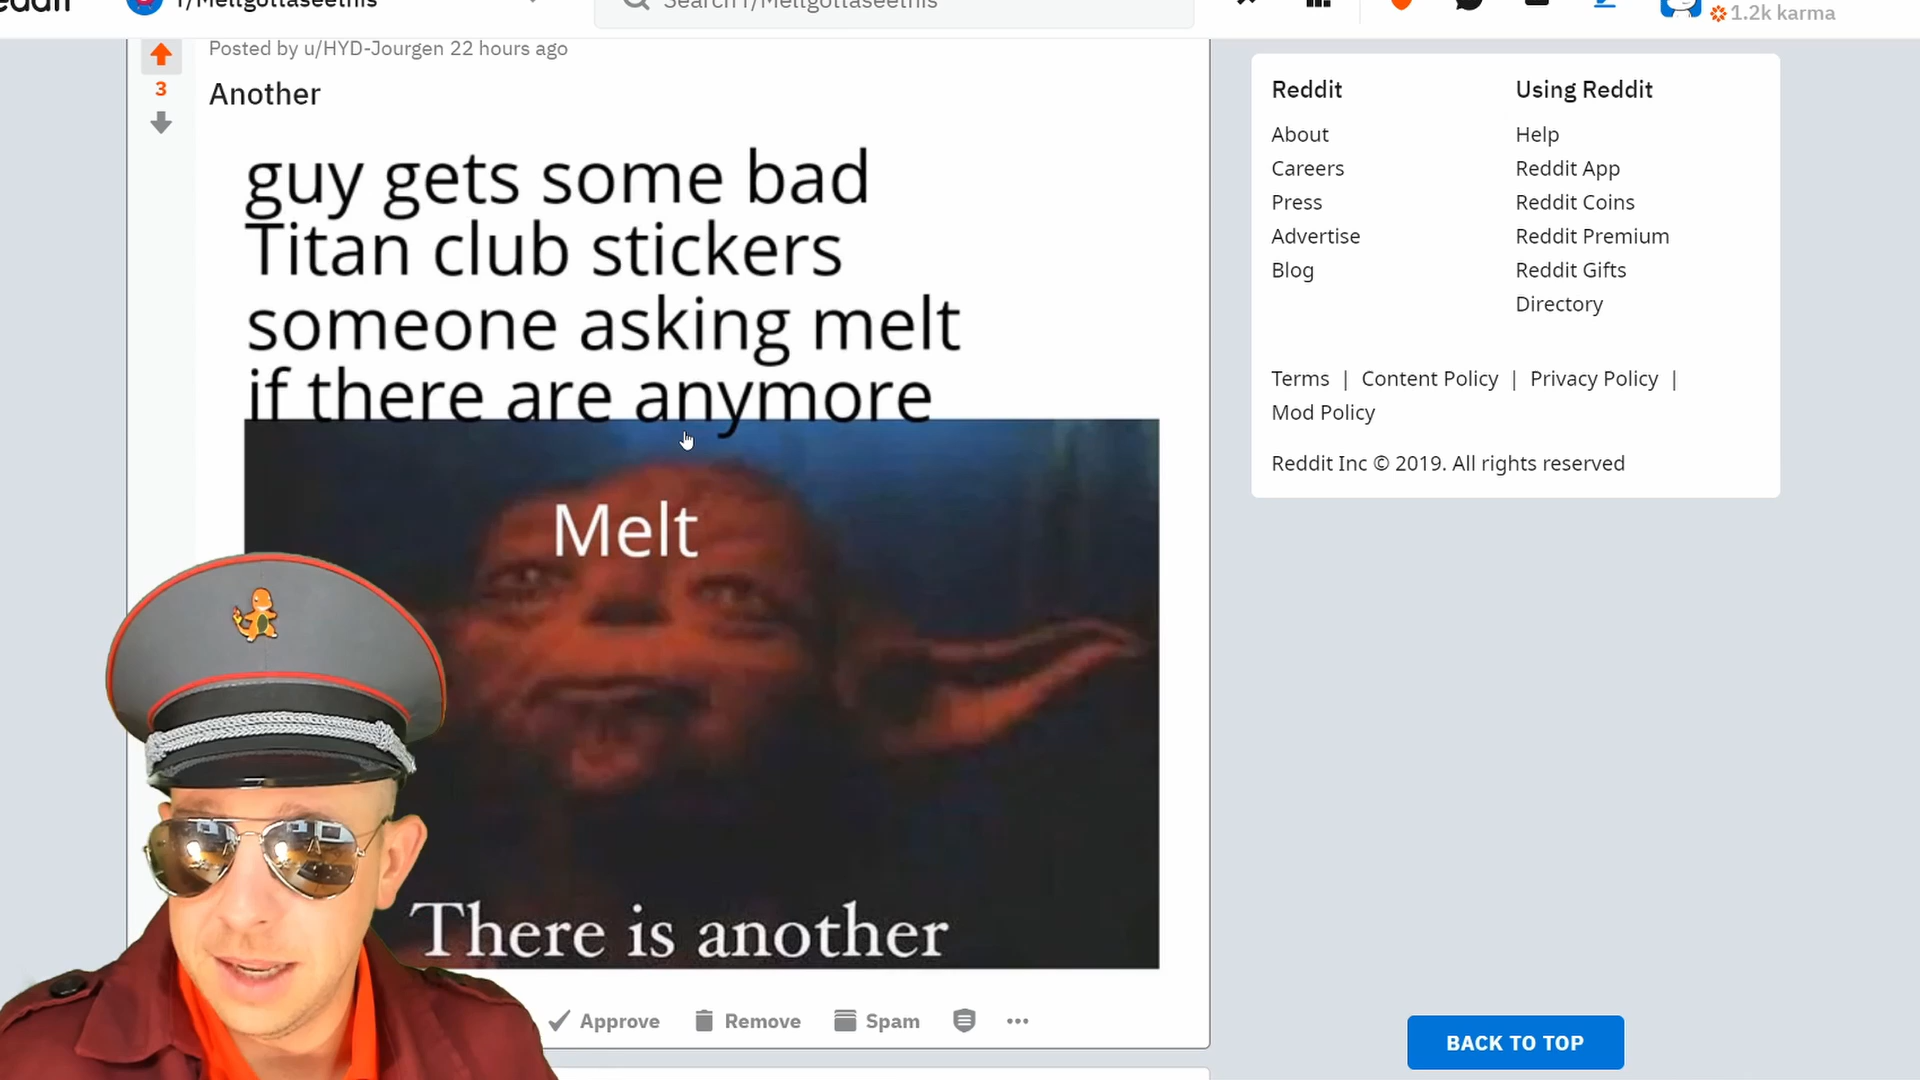 r/Meltgottaseethis
Search r/Meltgottaseethis
1.2k karma
Posted by u/HYD-Jourgen 22 hours ago
3
Another
guy gets some bad
Titan club stickers
someone asking melt
if there are anymore
Melt
There is another
Approve
Remove
Spam
Reddit
About
Careers
Press
Advertise
Blog
Using Reddit
Help
Reddit App
Reddit Coins
Reddit Premium
Reddit Gifts
Directory
Terms | Content Policy | Privacy Policy |
Mod Policy
Reddit Inc © 2019. All rights reserved
BACK TO TOP